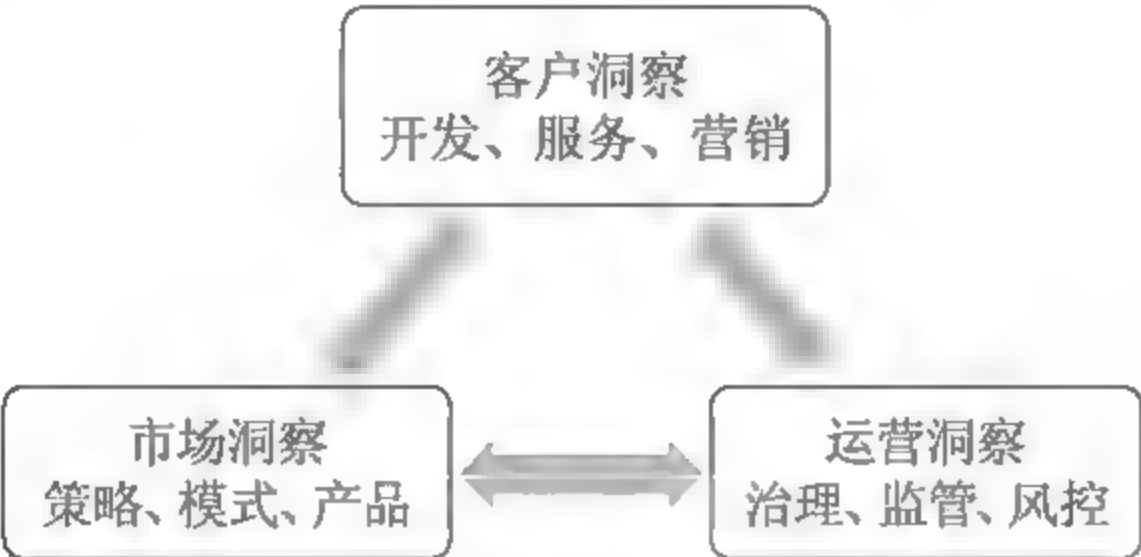 客户洞察
开发、服务、营销
市场洞察
策略、模式、产品
运营洞察
治理、监管、风控